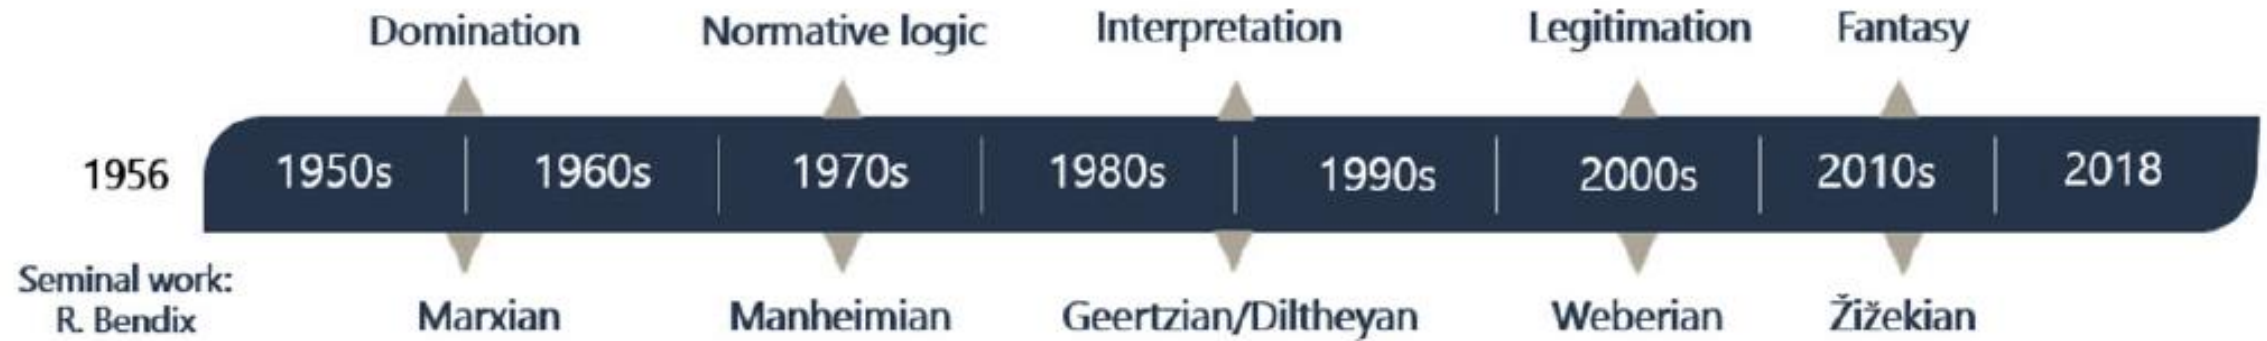 Domination Normative logic Interpretation Legitimation Fantasy
1956 1950s 1960s 1970s 1980s 1990s 2000s 2010s 2018
Seminal work:
R. Bendix
Marxian Manheimian Geertzian/Diltheyan Weberian Žižekian